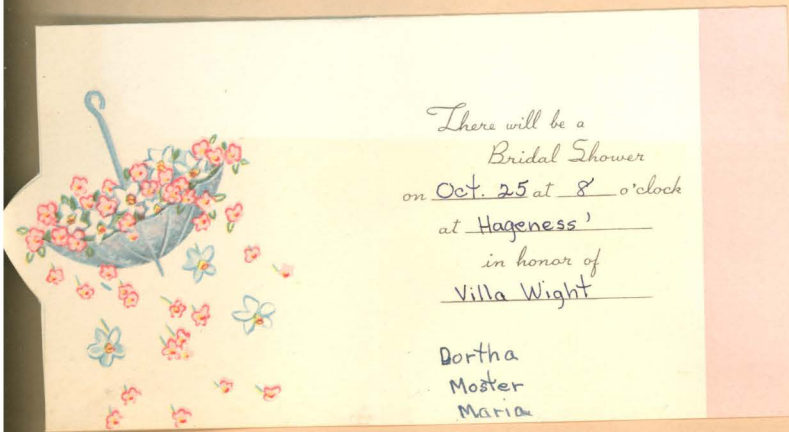 There will be a
Bridal Shower
on Oct. 25 at 8 o'clock
at Hageness'
in honor of
Villa Wight
Dortha
Moster
Maria